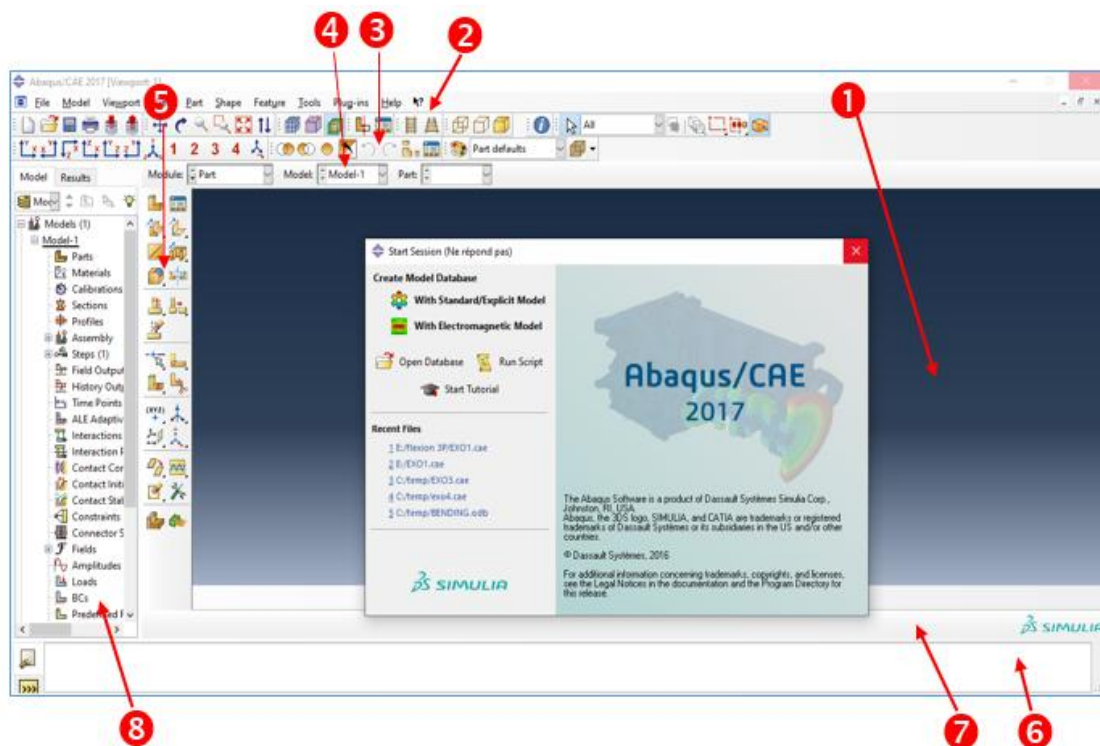 4 3 2
Abaqus/CAE 2017 [Viewport: 1]
5 1
File Model Viewport Part Shape Feature Tools Plug-ins Help
All
1 2 3 4 Part defaults
Model Results Module: Part Model: Model-1 Part:
Models (1)
Model-1
Parts
Materials
Calibrations
Sections
Profiles
Assembly
Steps (1)
Field Output
History Outp
Time Points
ALE Adaptiv
Interactions
Interaction P
Contact Con
Contact Initi
Contact Stal
Constraints
Connector S
Fields
Amplitudes
Loads
BCs
Predefined F
(XYZ)
Start Session (Ne répond pas)
Create Model Database
With Standard/Explicit Model
With Electromagnetic Model
Open Database Run Script
Start Tutorial
Recent Files
1 E:/flexion 3P/EXO1.cae
2 E:/EXO1.cae
3 C:/temp/EXO3.cae
4 C:/temp/exo4.cae
5 C:/temp/BENDING.odb
SIMULIA
Abaqus/CAE
2017
The Abaqus Software is a product of Dassault Systèmes Simulia Corp.,
Johnston, RI, USA
Abaqus, the 3DS logo, SIMULIA, and CATIA are trademarks or registered
trademarks of Dassault Systèmes or its subsidiaries in the US and/or other
countries.
© Dassault Systèmes, 2016
For additional information concerning trademarks, copyrights, and licenses,
see the Legal Notices in the documentation and the Program Directory for
this release.
SIMULIA
>>>
8 7 6